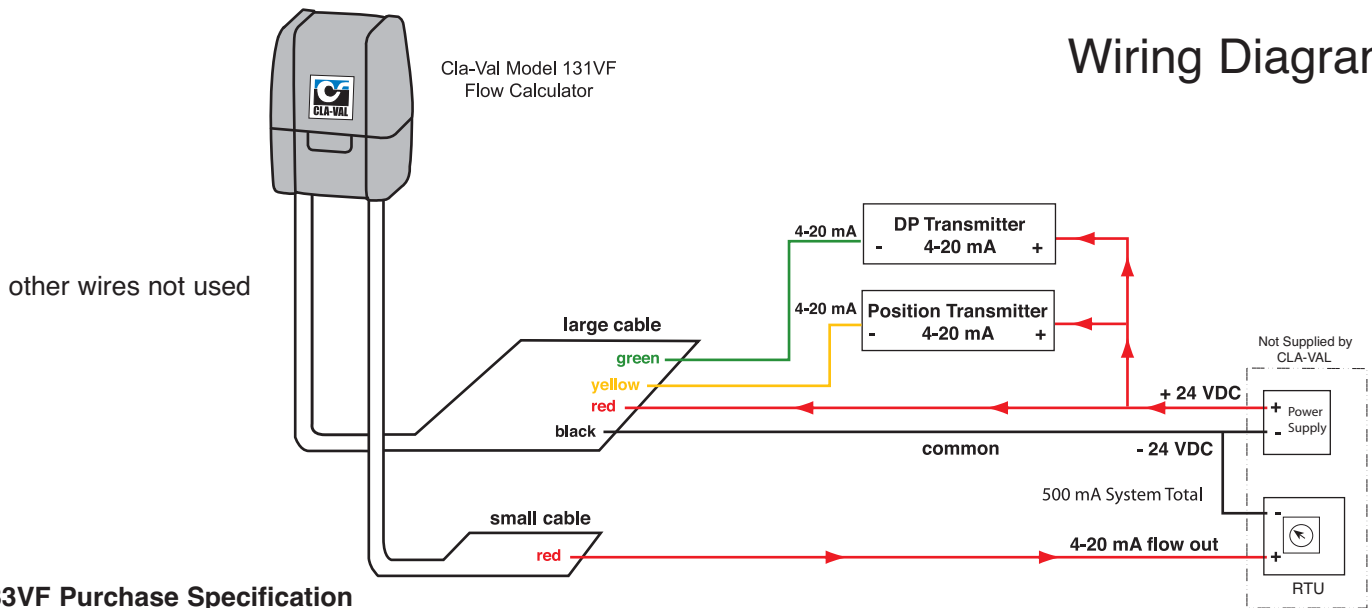 Wiring Diagram
Cla-Val Model 131VF
Flow Calculator
CLA-VAL
other wires not used
large cable
green
yellow
red
black
4-20 mA
DP Transmitter
- 4-20 mA +
4-20 mA
Position Transmitter
- 4-20 mA +
Not Supplied by
CLA-VAL
+ 24 VDC
+ Power
- Supply
common
- 24 VDC
500 mA System Total
small cable
red
4-20 mA flow out
-
+
RTU
33VF Purchase Specification